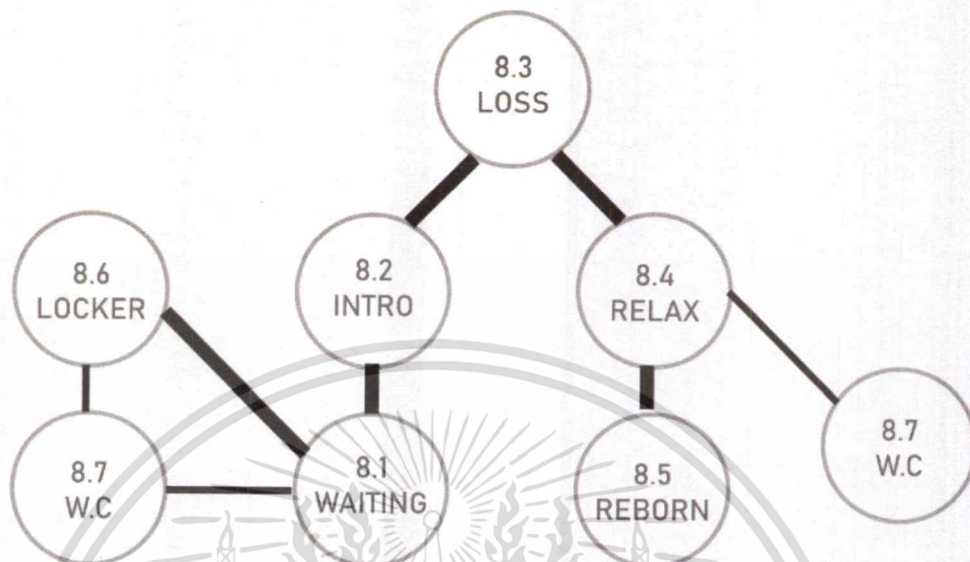 8.3
LOSS
8.6
LOCKER
8.2
INTRO
8.4
RELAX
8.7
W.C
8.1
WAITING
8.5
REBORN
8.7
W.C